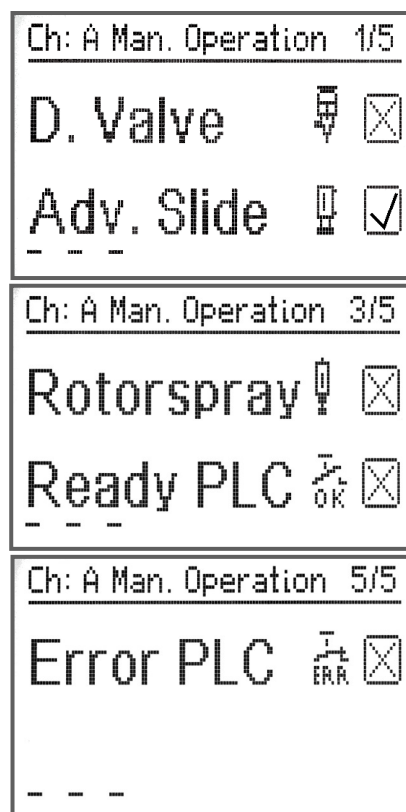 Ch: A Man. Operation 1/5
D. Valve
Adv. Slide
Ch: A Man. Operation 3/5
Rotorspray
Ready PLC OK
Ch: A Man. Operation 5/5
Error PLC ERR